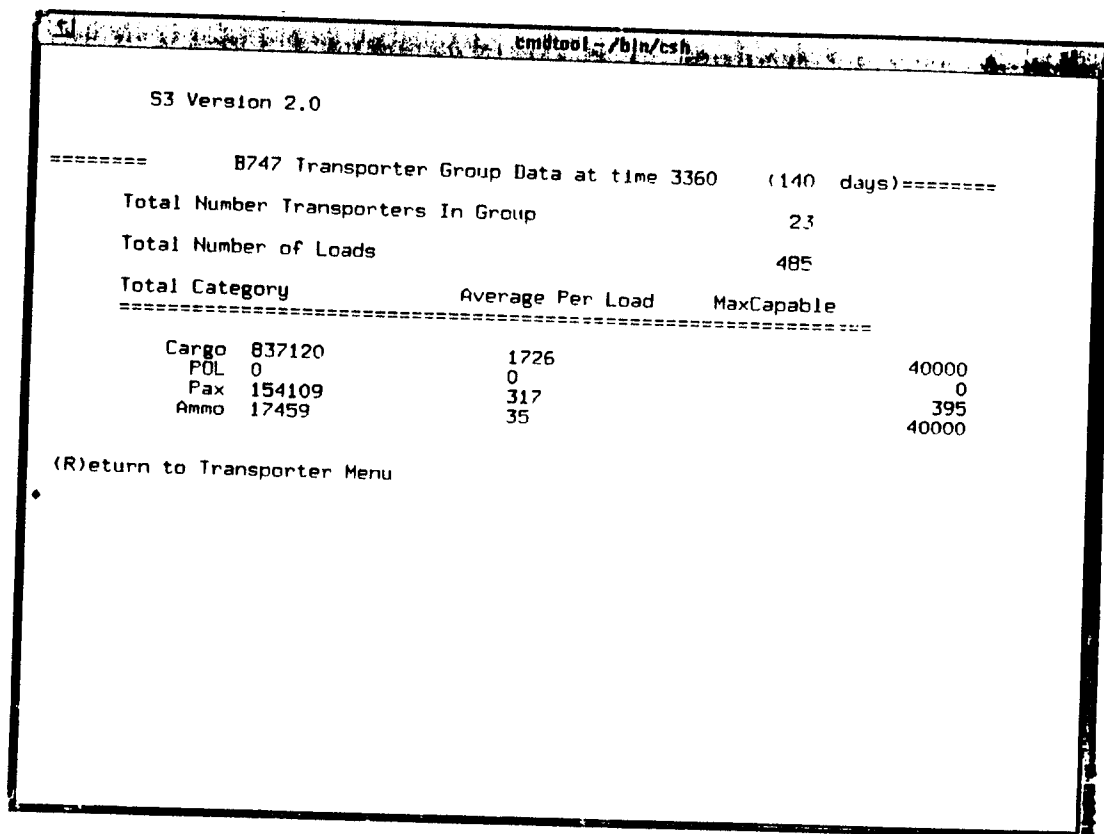 cmdtool - /bin/csh
S3 Version 2.0
======== B747 Transporter Group Data at time 3360 (140 days)========
Total Number Transporters In Group 23
Total Number of Loads 485
Total Category Average Per Load MaxCapable
==============================================================
Cargo 837120 1726 40000
POL 0 0 0
Pax 154109 317 395
Ammo 17459 35 40000
(R)eturn to Transporter Menu